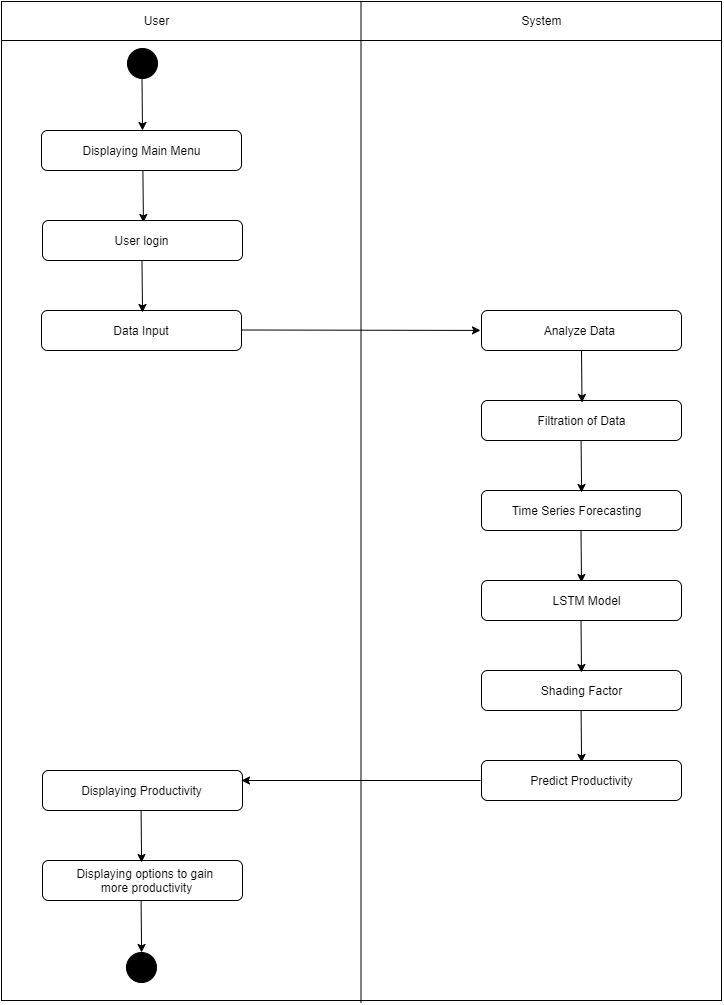 User
System
Displaying Main Menu
User login
Data Input
Analyze Data
Filtration of Data
Time Series Forecasting
LSTM Model
Shading Factor
Predict Productivity
Displaying Productivity
Displaying options to gain
more productivity